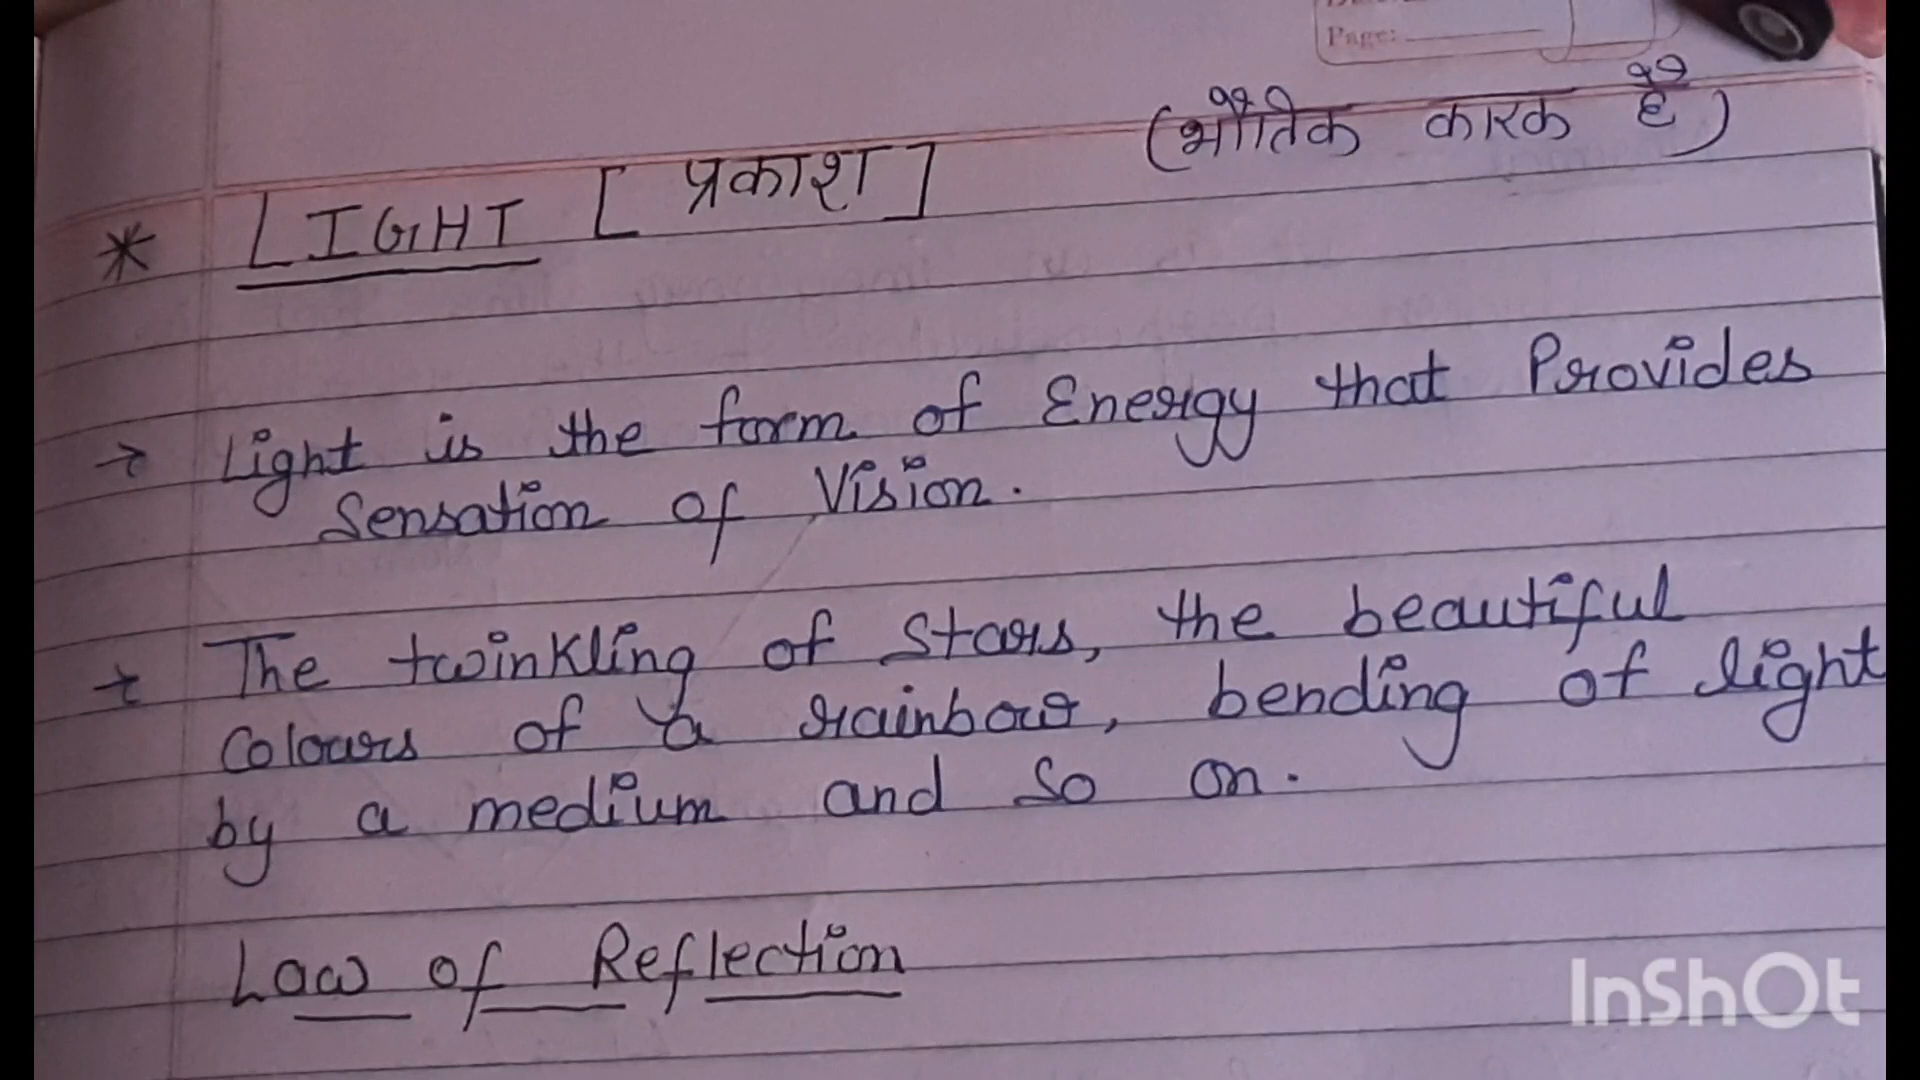 Page:
(भौतिक कारक है)
* LIGHT [ प्रकाश ]
→ Light is the form of Energy that Provides
Sensation of Vision.
→ The twinkling of Stars, the beautiful
Colours of a rainbow, bending of light
by a medium and so on.
Law of Reflection
InShOt